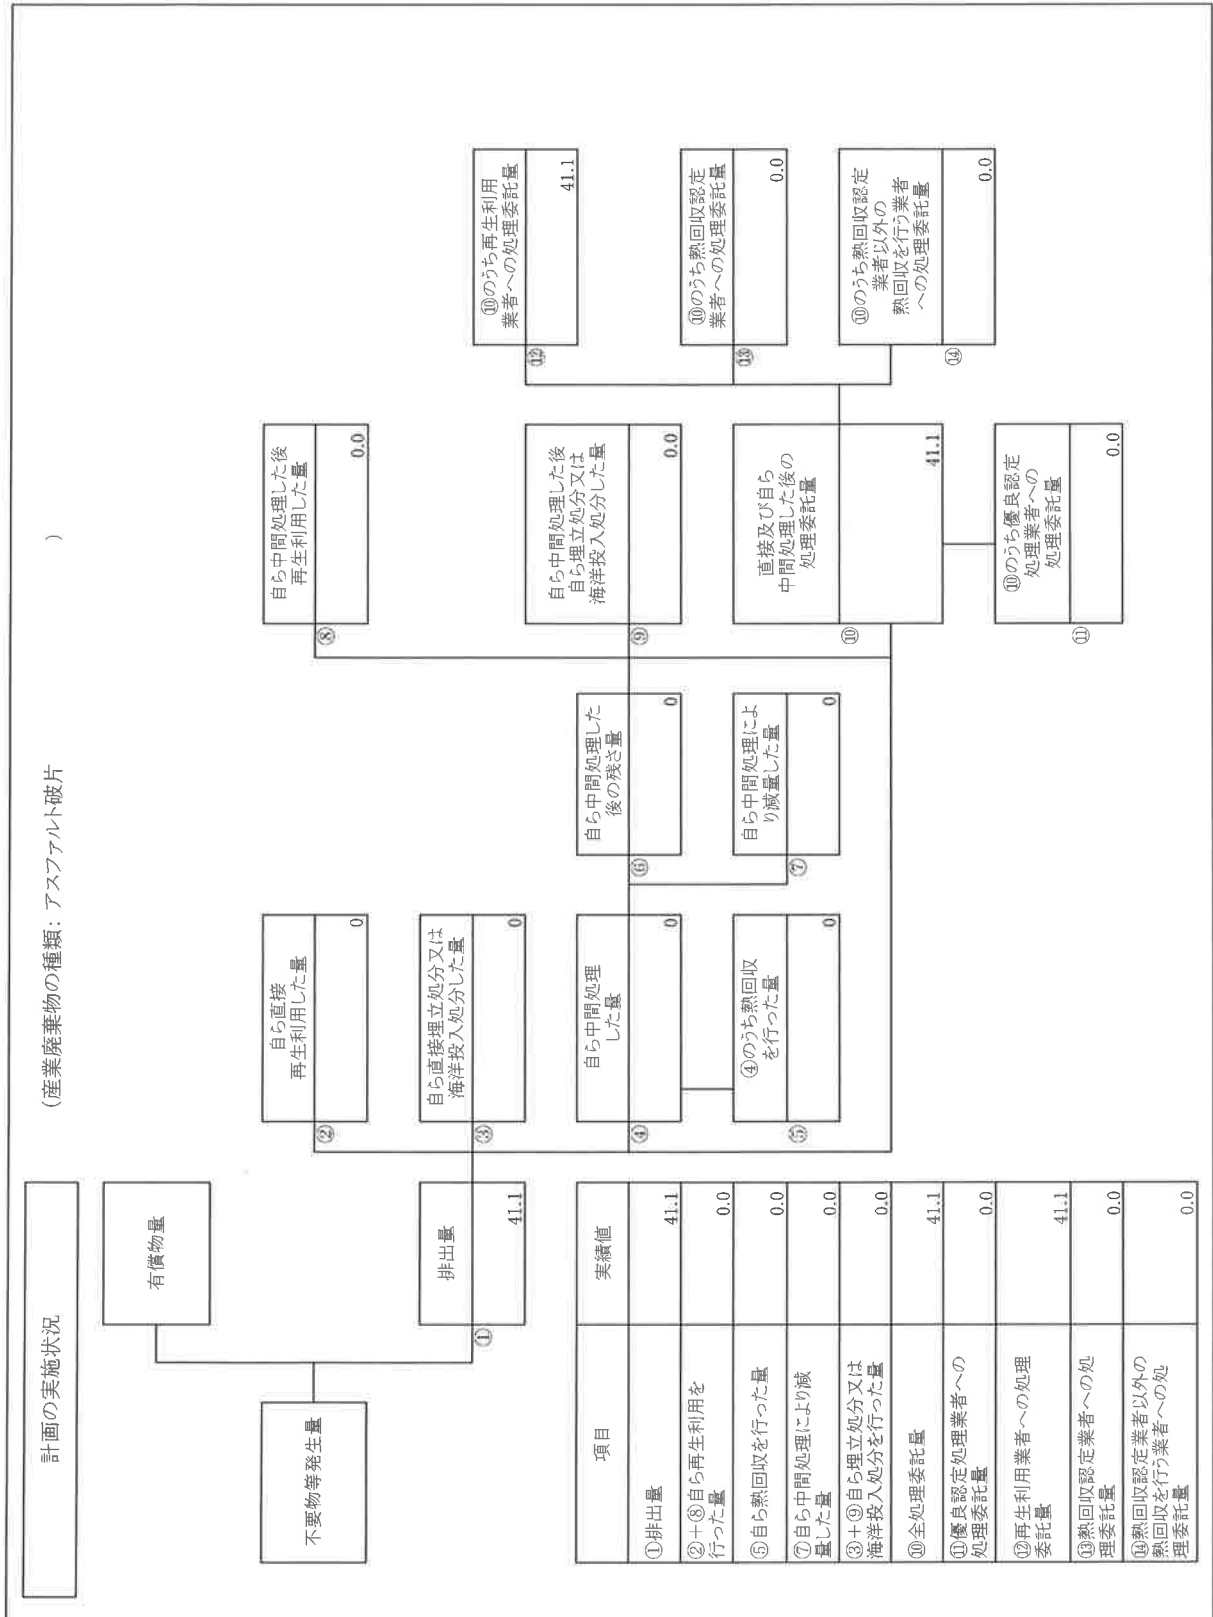 計画の実施状況
(産業廃棄物の種類：アスファルト破片
)
不要物等発生量
有償物量
①
排出量
41.1
②
自ら直接
再生利用した量
0
③
自ら直接埋立処分又は
海洋投入処分した量
0
④
自ら中間処理
した量
0
⑤
④のうち熱回収
を行った量
0
⑥
自ら中間処理した
後の残さ量
0
⑦
自ら中間処理によ
り減量した量
0
⑧
自ら中間処理した後
再生利用した量
0.0
⑨
自ら中間処理した後
自ら埋立処分又は
海洋投入処分した量
0.0
⑩
直接及び自ら
中間処理した後の
処理委託量
41.1
⑪
⑩のうち優良認定
処理業者への
処理委託量
0.0
⑫
⑩のうち再生利用
業者への処理委託量
41.1
⑬
⑩のうち熱回収認定
業者への処理委託量
0.0
⑭
⑩のうち熱回収認定
業者以外の
熱回収を行う業者
への処理委託量
0.0
項目
実績値
①排出量
41.1
②＋⑧自ら再生利用を
行った量
0.0
⑤自ら熱回収を行った量
0.0
⑦自ら中間処理により減
量した量
0.0
③＋⑨自ら埋立処分又は
海洋投入処分を行った量
0.0
⑩全処理委託量
41.1
⑪優良認定処理業者への
処理委託量
0.0
⑫再生利用業者への処理
委託量
41.1
⑬熱回収認定業者への処
理委託量
0.0
⑭熱回収認定業者以外の
熱回収を行う業者への処
理委託量
0.0